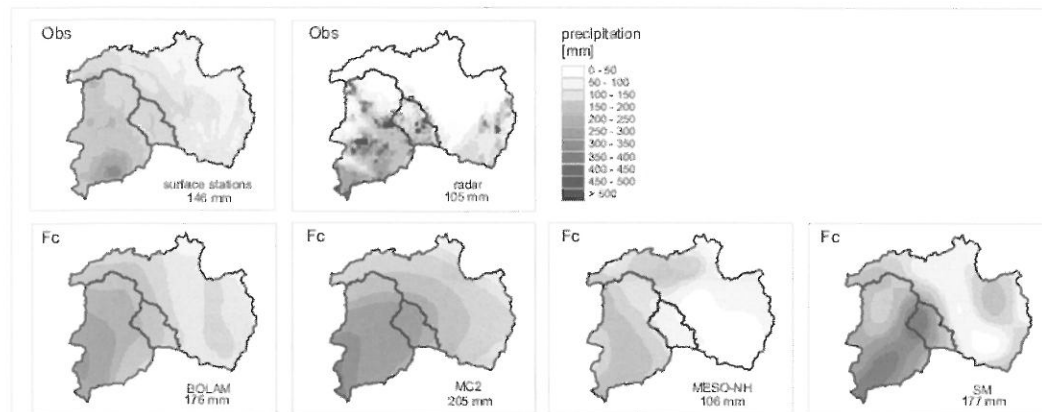 Obs
surface stations
146 mm
Obs
radar
105 mm
precipitation
[mm]
0 - 50
50 - 100
100 - 150
150 - 200
200 - 250
250 - 300
300 - 350
350 - 400
400 - 450
450 - 500
> 500
Fc
BOLAM
176 mm
Fc
MC2
205 mm
Fc
MESO-NH
106 mm
Fc
SM
177 mm